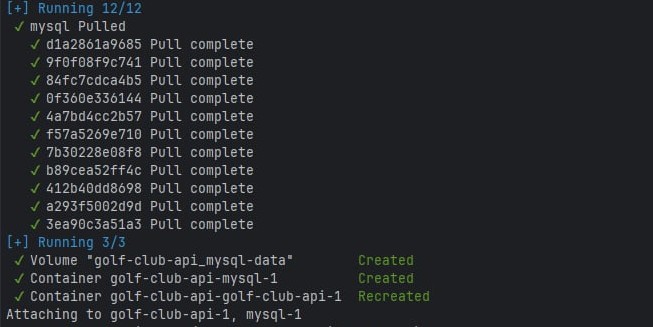 [+] Running 12/12
✓ mysql Pulled
✓ d1a2861a9685 Pull complete
✓ 9f0f08f9c741 Pull complete
✓ 84fc7cdca4b5 Pull complete
✓ 0f360e336144 Pull complete
✓ 4a7bd4cc2b57 Pull complete
✓ f57a5269e710 Pull complete
✓ 7b30228e08f8 Pull complete
✓ b89cea52ff4c Pull complete
✓ 412b40dd8698 Pull complete
✓ a293f5002d9d Pull complete
✓ 3ea90c3a51a3 Pull complete
[+] Running 3/3
✓ Volume "golf-club-api_mysql-data" Created
✓ Container golf-club-api-mysql-1 Created
✓ Container golf-club-api-golf-club-api-1 Recreated
Attaching to golf-club-api-1, mysql-1